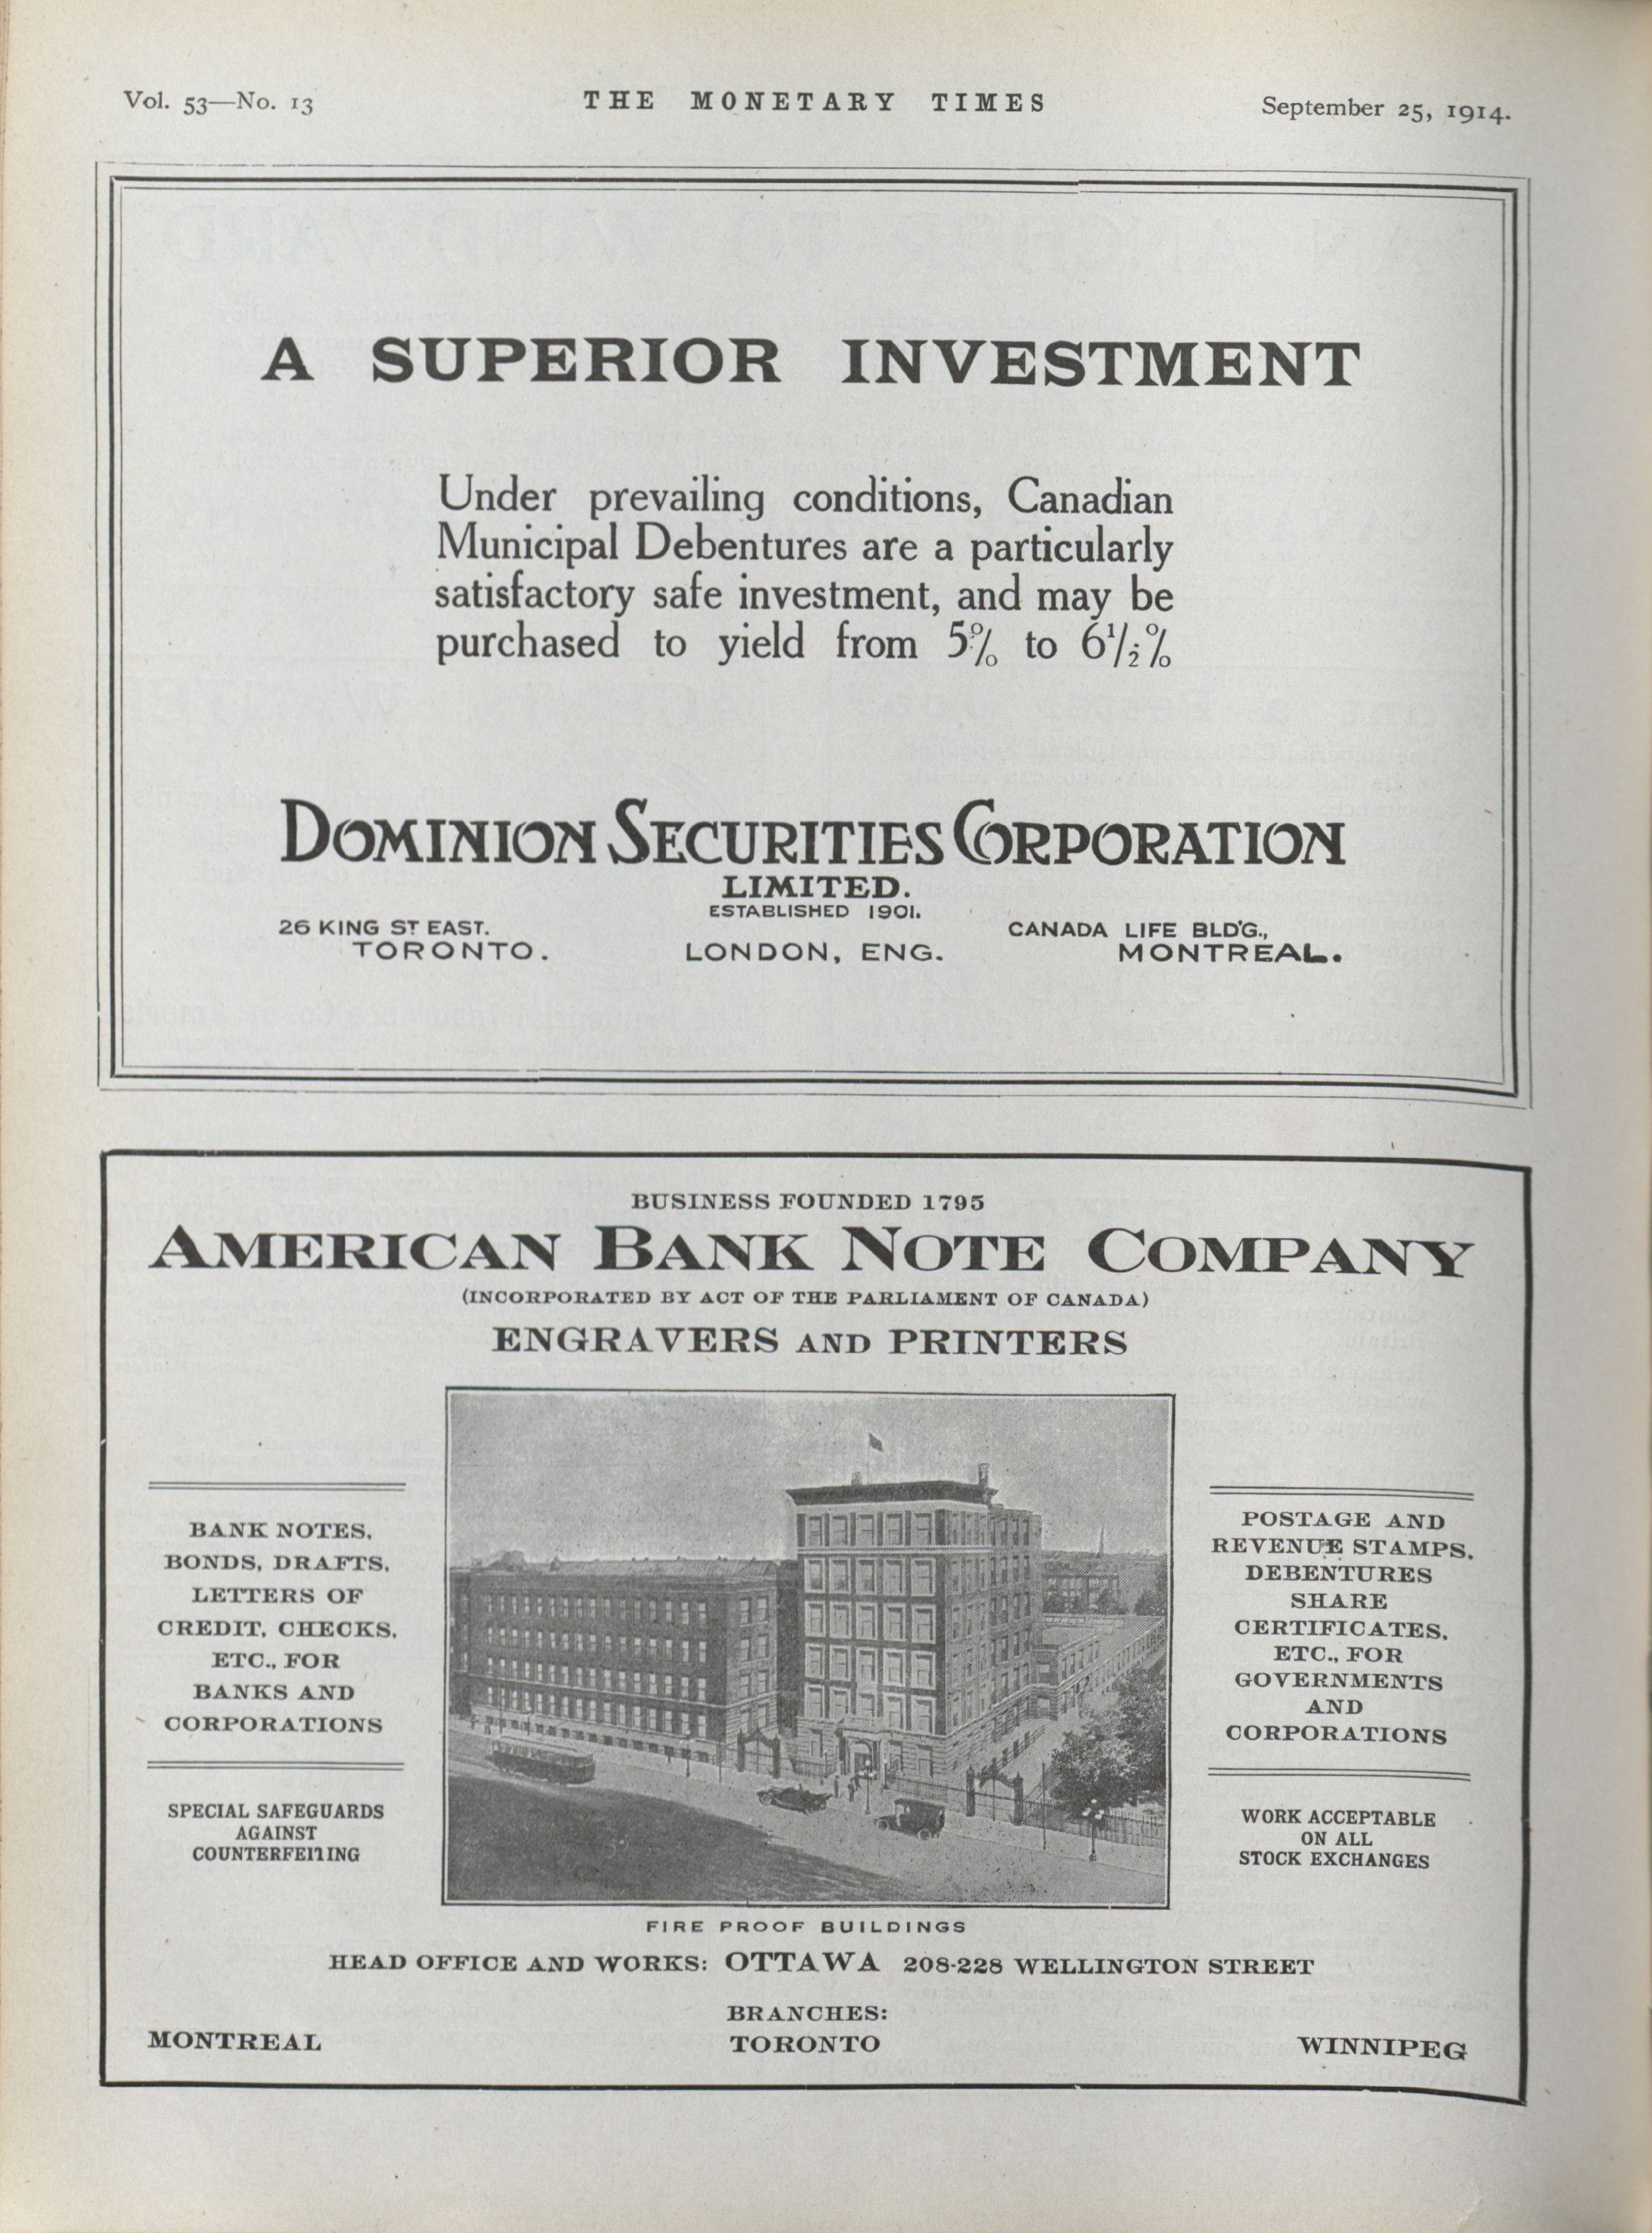 Vol. 53—No. 13
THE MONETARY TIMES
September 25, 1914.
A SUPERIOR INVESTMENT
Under prevailing conditions, Canadian
Municipal Debentures are a particularly
satisfactory safe investment, and may be
purchased to yield from 5% to 6½%
DOMINION SECURITIES CORPORATION
LIMITED.
ESTABLISHED 1901.
26 KING ST EAST.
TORONTO.
LONDON, ENG.
CANADA LIFE BLD'G.,
MONTREAL.
BUSINESS FOUNDED 1795
AMERICAN BANK NOTE COMPANY
(INCORPORATED BY ACT OF THE PARLIAMENT OF CANADA)
ENGRAVERS AND PRINTERS
BANK NOTES,
BONDS, DRAFTS,
LETTERS OF
CREDIT, CHECKS,
ETC., FOR
BANKS AND
CORPORATIONS
SPECIAL SAFEGUARDS
AGAINST
COUNTERFEITING
POSTAGE AND
REVENUE STAMPS,
DEBENTURES
SHARE
CERTIFICATES,
ETC., FOR
GOVERNMENTS
AND
CORPORATIONS
WORK ACCEPTABLE
ON ALL
STOCK EXCHANGES
FIRE PROOF BUILDINGS
HEAD OFFICE AND WORKS: OTTAWA 208-228 WELLINGTON STREET
BRANCHES:
MONTREAL
TORONTO
WINNIPEG